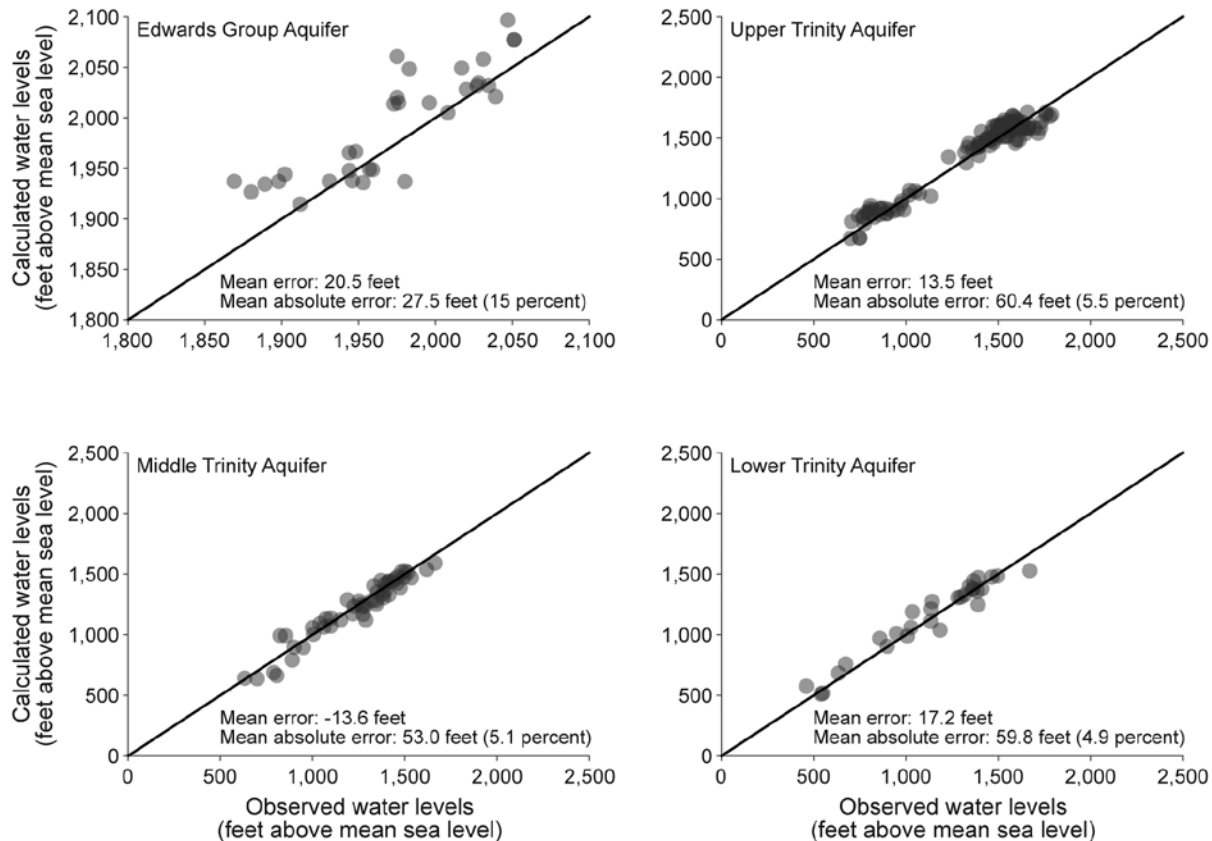 Edwards Group Aquifer
Calculated water levels
(feet above mean sea level)
2,100
2,050
2,000
1,950
1,900
1,850
1,800
Mean error: 20.5 feet
Mean absolute error: 27.5 feet (15 percent)
1,800 1,850 1,900 1,950 2,000 2,050 2,100
Upper Trinity Aquifer
2,500
2,000
1,500
1,000
500
0
Mean error: 13.5 feet
Mean absolute error: 60.4 feet (5.5 percent)
0 500 1,000 1,500 2,000 2,500
Middle Trinity Aquifer
Calculated water levels
(feet above mean sea level)
2,500
2,000
1,500
1,000
500
0
Mean error: -13.6 feet
Mean absolute error: 53.0 feet (5.1 percent)
0 500 1,000 1,500 2,000 2,500
Observed water levels
(feet above mean sea level)
Lower Trinity Aquifer
2,500
2,000
1,500
1,000
500
0
Mean error: 17.2 feet
Mean absolute error: 59.8 feet (4.9 percent)
0 500 1,000 1,500 2,000 2,500
Observed water levels
(feet above mean sea level)